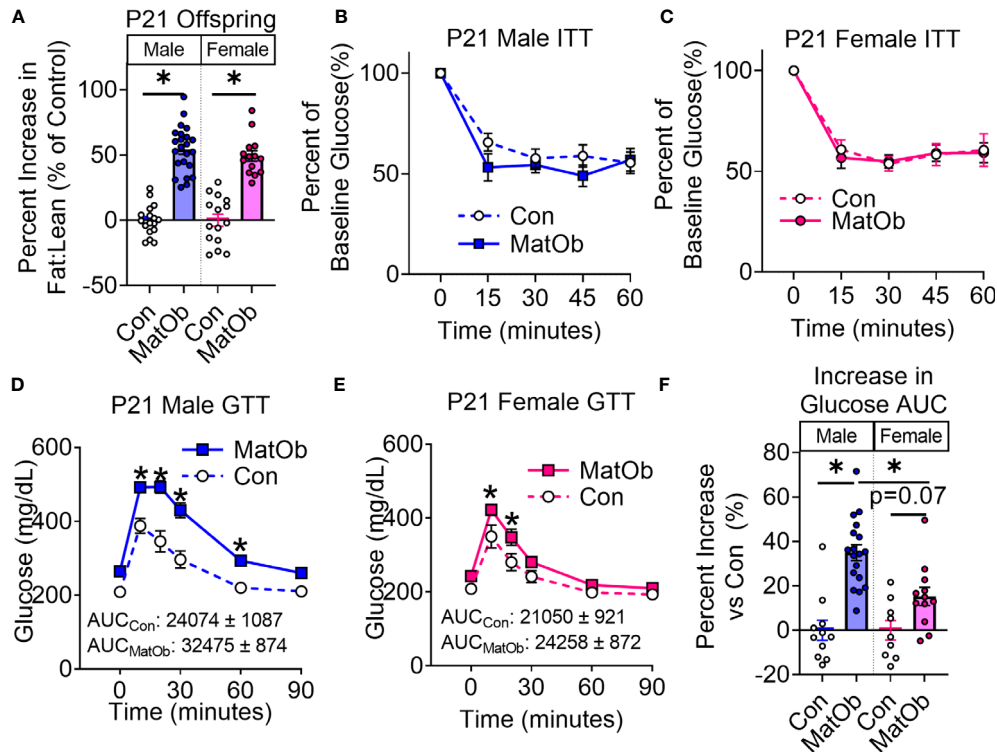 A
P21 Offspring
Male
Female
Percent Increase in
Fat:Lean (% of Control)
100
50
0
-50
*
*
Con
MatOb
Con
MatOb
B
P21 Male ITT
Percent of
Baseline Glucose(%)
100
50
0
Con
MatOb
0 15 30 45 60
Time (minutes)
C
P21 Female ITT
Percent of
Baseline Glucose(%)
100
50
0
Con
MatOb
0 15 30 45 60
Time (minutes)
D
P21 Male GTT
Glucose (mg/dL)
600
400
200
0
MatOb
Con
* * * *
AUCCon: 24074 ± 1087
AUCMatOb: 32475 ± 874
0 30 60 90
Time (minutes)
E
P21 Female GTT
Glucose (mg/dL)
600
400
200
0
MatOb
Con
* *
AUCCon: 21050 ± 921
AUCMatOb: 24258 ± 872
0 30 60 90
Time (minutes)
F
Increase in
Glucose AUC
Male
Female
Percent Increase
vs Con (%)
80
60
40
20
0
-20
*
*
p=0.07
Con
MatOb
Con
MatOb